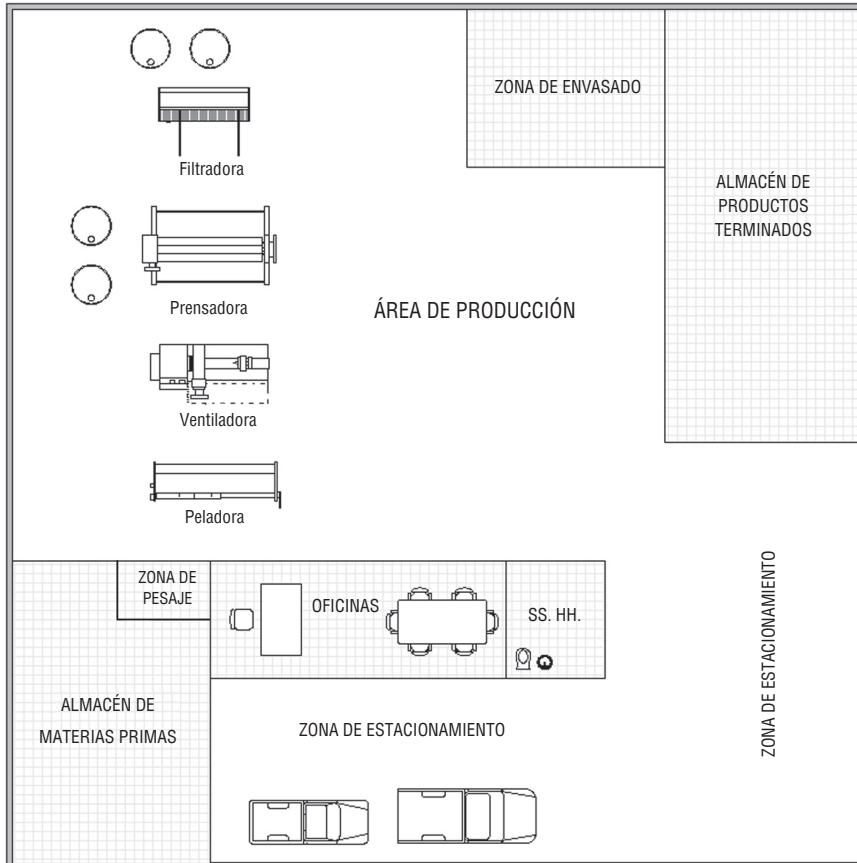 ZONA DE ENVASADO
Filtradora
ALMACÉN DE
PRODUCTOS
TERMINADOS
Prensadora
ÁREA DE PRODUCCIÓN
Ventiladora
Peladora
ZONA DE
PESAJE
OFICINAS
SS. HH.
ZONA DE ESTACIONAMIENTO
ALMACÉN DE
MATERIAS PRIMAS
ZONA DE ESTACIONAMIENTO